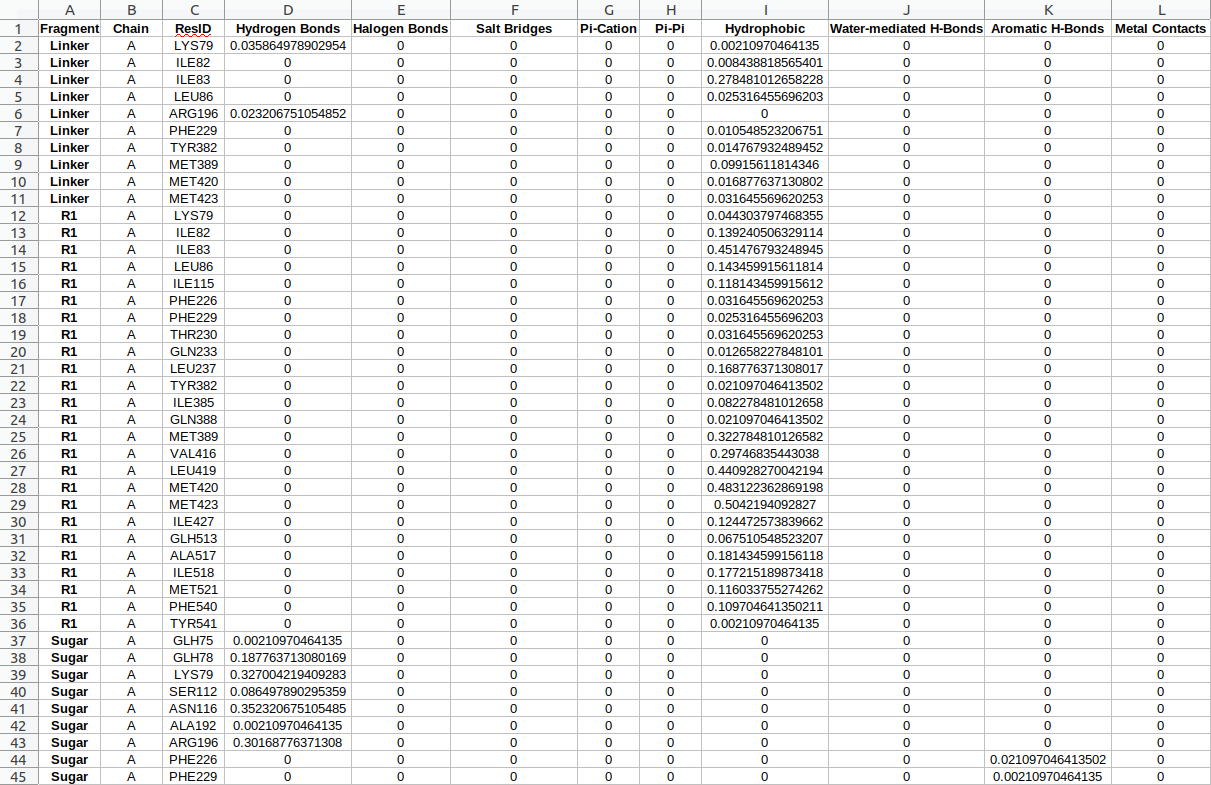 A B C D E F G H I J K L
1 Fragment Chain ResID Hydrogen Bonds Halogen Bonds Salt Bridges Pi-Cation Pi-Pi Hydrophobic Water-mediated H-Bonds Aromatic H-Bonds Metal Contacts
2 Linker A LYS79 0.035864978902954 0 0 0 0 0.00210970464135 0 0 0
3 Linker A ILE82 0 0 0 0 0 0.008438818565401 0 0 0
4 Linker A ILE83 0 0 0 0 0 0.278481012658228 0 0 0
5 Linker A LEU86 0 0 0 0 0 0.025316455696203 0 0 0
6 Linker A ARG196 0.023206751054852 0 0 0 0 0 0 0 0
7 Linker A PHE229 0 0 0 0 0 0.010548523206751 0 0 0
8 Linker A TYR382 0 0 0 0 0 0.014767932489452 0 0 0
9 Linker A MET389 0 0 0 0 0 0.09915611814346 0 0 0
10 Linker A MET420 0 0 0 0 0 0.016877637130802 0 0 0
11 Linker A MET423 0 0 0 0 0 0.031645569620253 0 0 0
12 R1 A LYS79 0 0 0 0 0 0.044303797468355 0 0 0
13 R1 A ILE82 0 0 0 0 0 0.139240506329114 0 0 0
14 R1 A ILE83 0 0 0 0 0 0.451476793248945 0 0 0
15 R1 A LEU86 0 0 0 0 0 0.143459915611814 0 0 0
16 R1 A ILE115 0 0 0 0 0 0.118143459915612 0 0 0
17 R1 A PHE226 0 0 0 0 0 0.031645569620253 0 0 0
18 R1 A PHE229 0 0 0 0 0 0.025316455696203 0 0 0
19 R1 A THR230 0 0 0 0 0 0.031645569620253 0 0 0
20 R1 A GLN233 0 0 0 0 0 0.012658227848101 0 0 0
21 R1 A LEU237 0 0 0 0 0 0.168776371308017 0 0 0
22 R1 A TYR382 0 0 0 0 0 0.021097046413502 0 0 0
23 R1 A ILE385 0 0 0 0 0 0.082278481012658 0 0 0
24 R1 A GLN388 0 0 0 0 0 0.021097046413502 0 0 0
25 R1 A MET389 0 0 0 0 0 0.322784810126582 0 0 0
26 R1 A VAL416 0 0 0 0 0 0.29746835443038 0 0 0
27 R1 A LEU419 0 0 0 0 0 0.440928270042194 0 0 0
28 R1 A MET420 0 0 0 0 0 0.483122362869198 0 0 0
29 R1 A MET423 0 0 0 0 0 0.5042194092827 0 0 0
30 R1 A ILE427 0 0 0 0 0 0.124472573839662 0 0 0
31 R1 A GLH513 0 0 0 0 0 0.067510548523207 0 0 0
32 R1 A ALA517 0 0 0 0 0 0.181434599156118 0 0 0
33 R1 A ILE518 0 0 0 0 0 0.177215189873418 0 0 0
34 R1 A MET521 0 0 0 0 0 0.116033755274262 0 0 0
35 R1 A PHE540 0 0 0 0 0 0.109704641350211 0 0 0
36 R1 A TYR541 0 0 0 0 0 0.00210970464135 0 0 0
37 Sugar A GLH75 0.00210970464135 0 0 0 0 0 0 0 0
38 Sugar A GLH78 0.187763713080169 0 0 0 0 0 0 0 0
39 Sugar A LYS79 0.327004219409283 0 0 0 0 0 0 0 0
40 Sugar A SER112 0.086497890295359 0 0 0 0 0 0 0 0
41 Sugar A ASN116 0.352320675105485 0 0 0 0 0 0 0 0
42 Sugar A ALA192 0.00210970464135 0 0 0 0 0 0 0 0
43 Sugar A ARG196 0.30168776371308 0 0 0 0 0 0 0 0
44 Sugar A PHE226 0 0 0 0 0 0 0 0.021097046413502 0
45 Sugar A PHE229 0 0 0 0 0 0 0 0.00210970464135 0